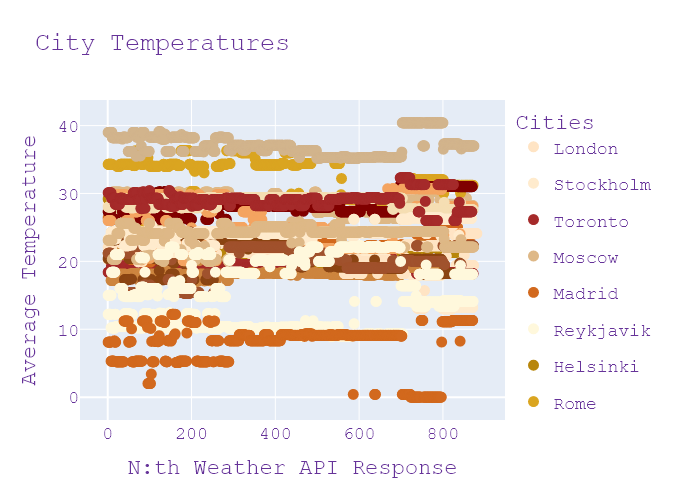 City Temperatures
Cities
London
Stockholm
Toronto
Moscow
Madrid
Reykjavik
Helsinki
Rome
Average Temperature
40
30
20
10
0
0 200 400 600 800
N:th Weather API Response